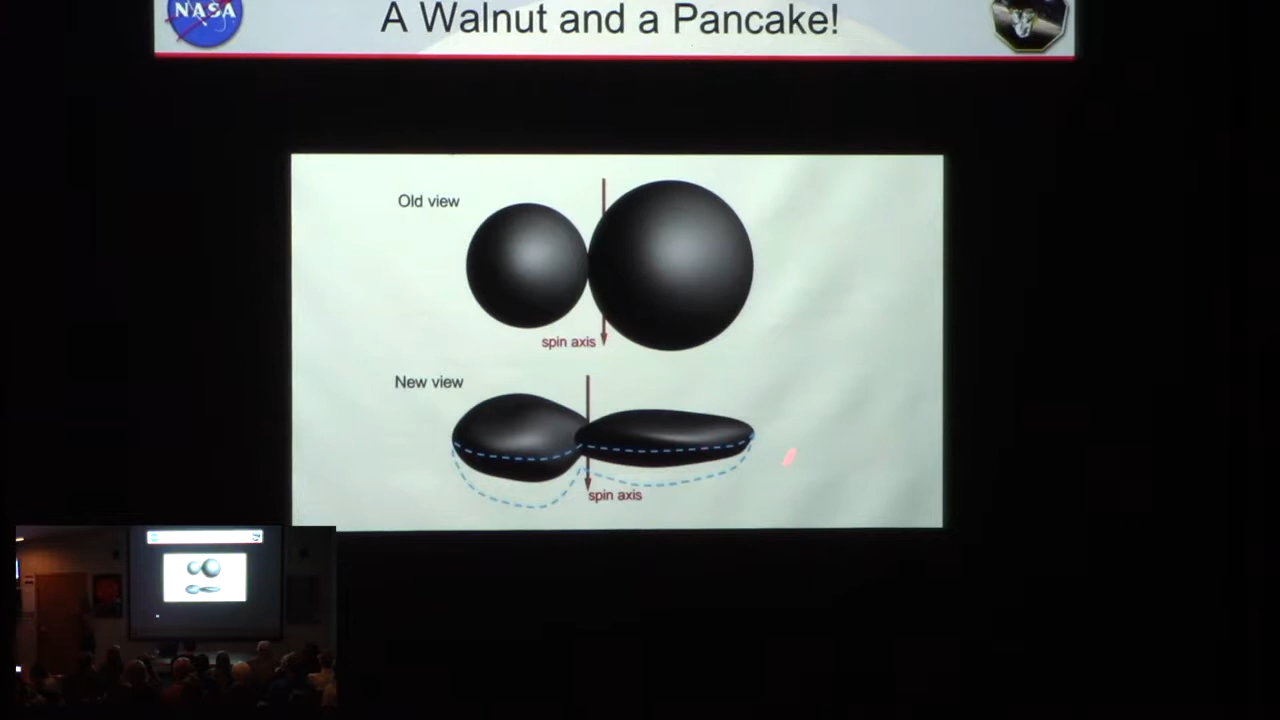 NASA
A Walnut and a Pancake!
Old view
spin axis
New view
spin axis